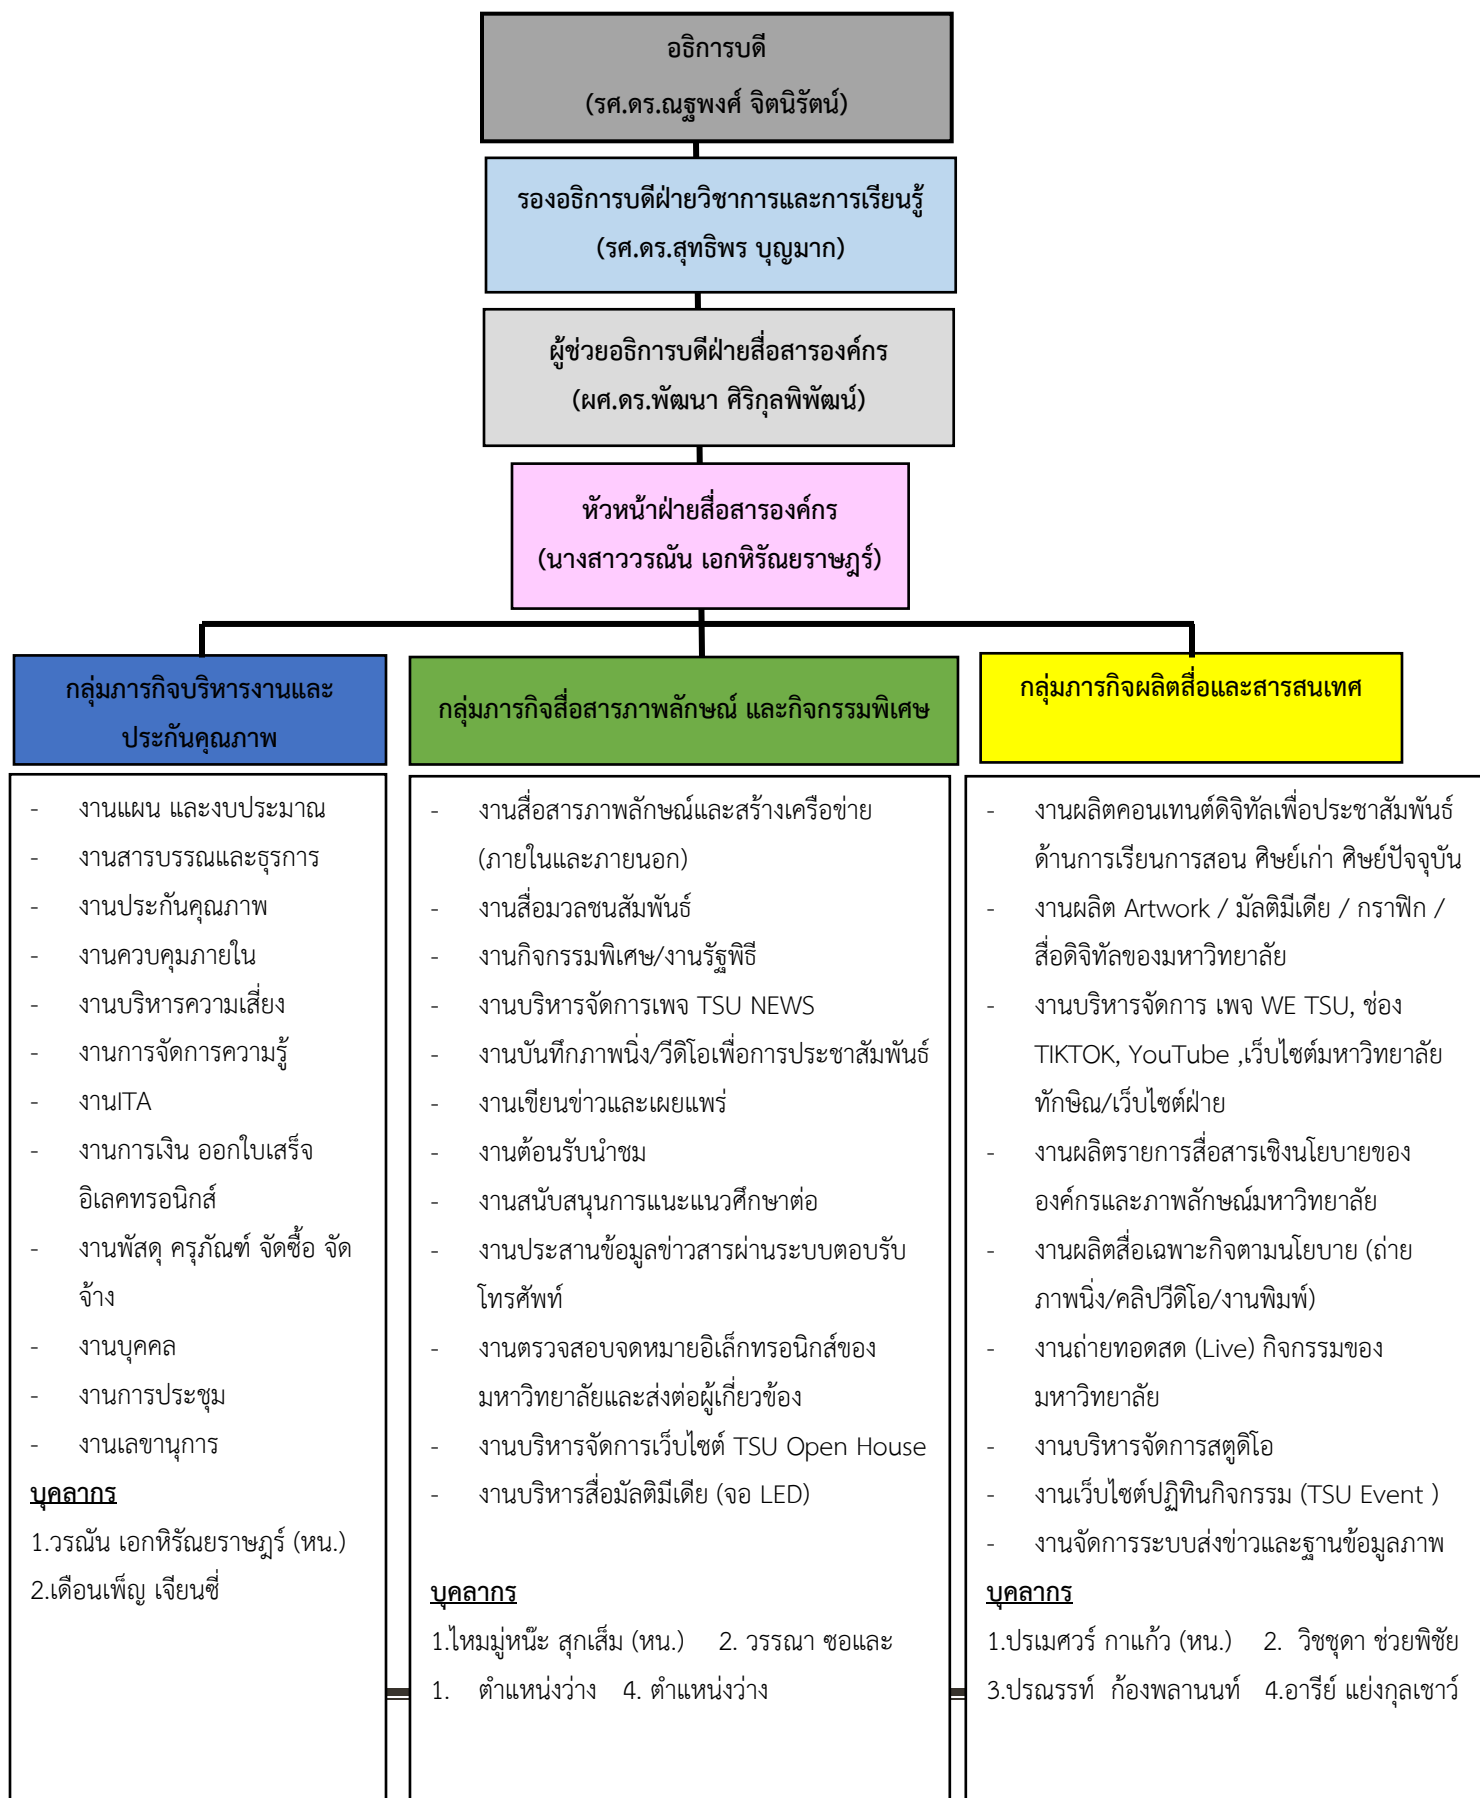 อธิการบดี
(รศ.ดร.ณฐพงศ์ จิตนิรัตน์)
รองอธิการบดีฝ่ายวิชาการและการเรียนรู้
(รศ.ดร.สุทธิพร บุญมาก)
ผู้ช่วยอธิการบดีฝ่ายสื่อสารองค์กร
(ผศ.ดร.พัฒนา ศิริกุลพิพัฒน์)
หัวหน้าฝ่ายสื่อสารองค์กร
(นางสาววรณัน เอกหิรัณยราษฎร์)
กลุ่มภารกิจบริหารงานและ
ประกันคุณภาพ
- งานแผน และงบประมาณ
- งานสารบรรณและธุรการ
- งานประกันคุณภาพ
- งานควบคุมภายใน
- งานบริหารความเสี่ยง
- งานการจัดการความรู้
- งานITA
- งานการเงิน ออกใบเสร็จ
อิเลคทรอนิกส์
- งานพัสดุ ครุภัณฑ์ จัดซื้อ จัด
จ้าง
- งานบุคคล
- งานการประชุม
- งานเลขานุการ
บุคลากร
1.วรณัน เอกหิรัณยราษฎร์ (หน.)
2.เดือนเพ็ญ เจียนซี่
กลุ่มภารกิจสื่อสารภาพลักษณ์ และกิจกรรมพิเศษ
- งานสื่อสารภาพลักษณ์และสร้างเครือข่าย
(ภายในและภายนอก)
- งานสื่อมวลชนสัมพันธ์
- งานกิจกรรมพิเศษ/งานรัฐพิธี
- งานบริหารจัดการเพจ TSU NEWS
- งานบันทึกภาพนิ่ง/วีดิโอเพื่อการประชาสัมพันธ์
- งานเขียนข่าวและเผยแพร่
- งานต้อนรับนำชม
- งานสนับสนุนการแนะแนวศึกษาต่อ
- งานประสานข้อมูลข่าวสารผ่านระบบตอบรับ
โทรศัพท์
- งานตรวจสอบจดหมายอิเล็กทรอนิกส์ของ
มหาวิทยาลัยและส่งต่อผู้เกี่ยวข้อง
- งานบริหารจัดการเว็บไซต์ TSU Open House
- งานบริหารสื่อมัลติมีเดีย (จอ LED)
บุคลากร
1.ไหมมู่หน๊ะ สุกเส็ม (หน.) 2. วรรณา ซอและ
1. ตำแหน่งว่าง 4. ตำแหน่งว่าง
กลุ่มภารกิจผลิตสื่อและสารสนเทศ
- งานผลิตคอนเทนต์ดิจิทัลเพื่อประชาสัมพันธ์
ด้านการเรียนการสอน ศิษย์เก่า ศิษย์ปัจจุบัน
- งานผลิต Artwork / มัลติมีเดีย / กราฟิก /
สื่อดิจิทัลของมหาวิทยาลัย
- งานบริหารจัดการ เพจ WE TSU, ช่อง
TIKTOK, YouTube ,เว็บไซต์มหาวิทยาลัย
ทักษิณ/เว็บไซต์ฝ่าย
- งานผลิตรายการสื่อสารเชิงนโยบายของ
องค์กรและภาพลักษณ์มหาวิทยาลัย
- งานผลิตสื่อเฉพาะกิจตามนโยบาย (ถ่าย
ภาพนิ่ง/คลิปวีดิโอ/งานพิมพ์)
- งานถ่ายทอดสด (Live) กิจกรรมของ
มหาวิทยาลัย
- งานบริหารจัดการสตูดิโอ
- งานเว็บไซต์ปฏิทินกิจกรรม (TSU Event )
- งานจัดการระบบส่งข่าวและฐานข้อมูลภาพ
บุคลากร
1.ปรเมศวร์ กาแก้ว (หน.) 2. วิชชุดา ช่วยพิชัย
3.ปรณรรท์ ก้องพลานนท์ 4.อารีย์ แย่งกุลเชาว์